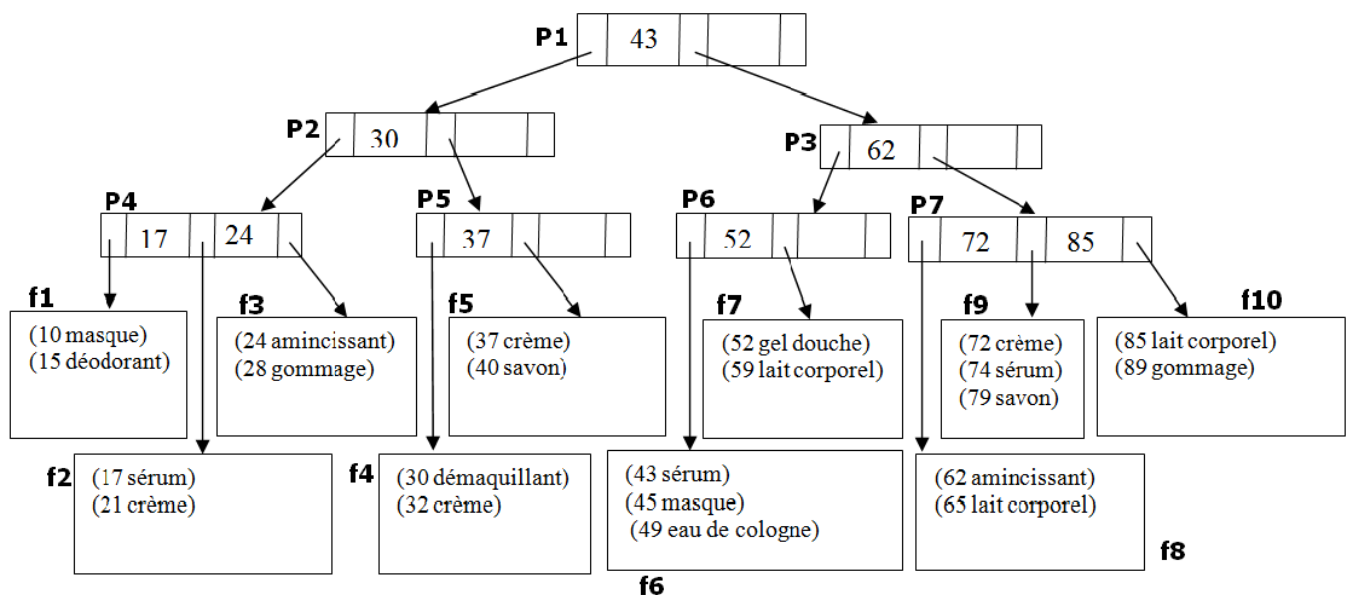 P1
43
P2
30
P3
62
P4
17
24
P5
37
P6
52
P7
72
85
f1
(10 masque)
(15 déodorant)
f3
(24 amincissant)
(28 gommage)
f5
(37 crème)
(40 savon)
f7
(52 gel douche)
(59 lait corporel)
f9
(72 crème)
(74 sérum)
(79 savon)
f10
(85 lait corporel)
(89 gommage)
f2
(17 sérum)
(21 crème)
f4
(30 démaquillant)
(32 crème)
(43 sérum)
(45 masque)
(49 eau de cologne)
f6
(62 amincissant)
(65 lait corporel)
f8